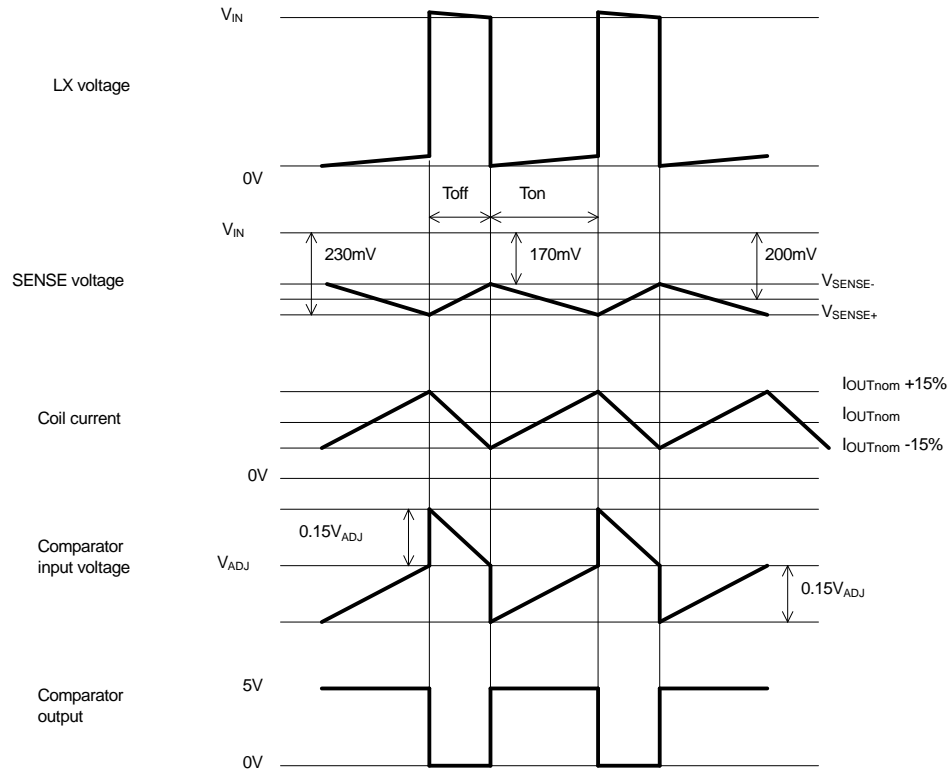 VIN
LX voltage
0V
Toff
Ton
VIN
230mV
170mV
200mV
SENSE voltage
VSENSE-
VSENSE+
IOUTnom +15%
Coil current
IOUTnom
IOUTnom -15%
0V
0.15VADJ
Comparator
input voltage
VADJ
0.15VADJ
5V
Comparator
output
0V